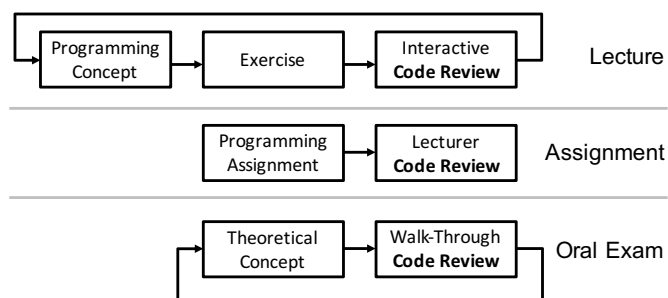 Programming
Concept
Exercise
Interactive
Code Review
Lecture
Programming
Assignment
Lecturer
Code Review
Assignment
Theoretical
Concept
Walk-Through
Code Review
Oral Exam